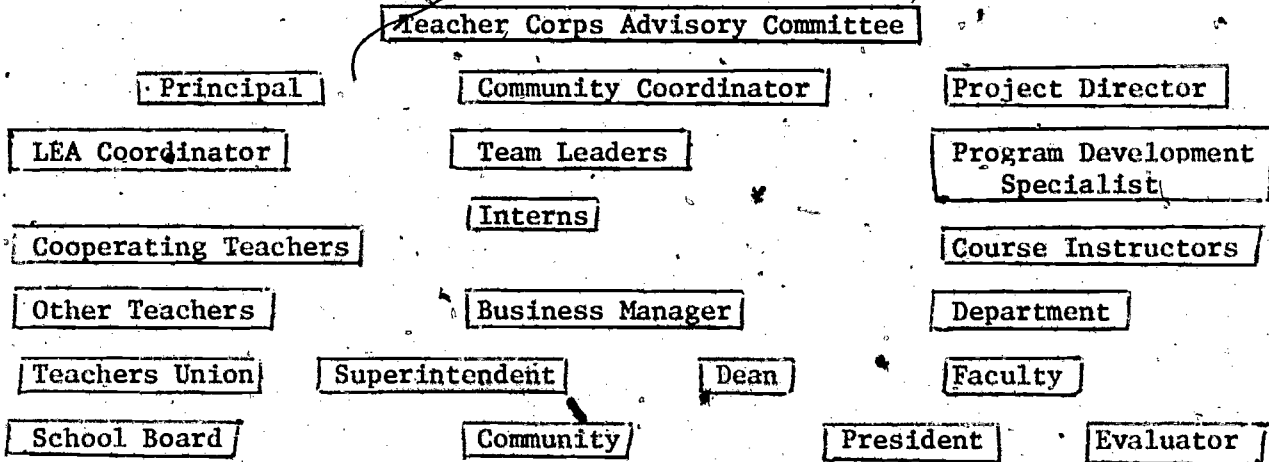 Teacher Corps Advisory Committee
Principal Community Coordinator Project Director
LEA Coordinator Team Leaders Program Development
Specialist
Interns
Cooperating Teachers Course Instructors
Other Teachers Business Manager Department
Teachers Union Superintendent Dean Faculty
School Board Community President Evaluator